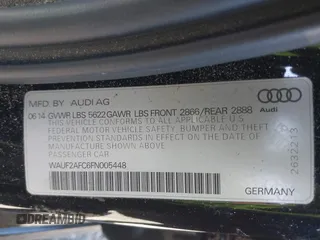 MFD. BY AUDI AG
06 14 GVWR LBS 5622 GAWR LBS FRONT 2866/REAR 2888
THIS VEHICLE CONFORMS TO ALL APPLICABLE
FEDERAL MOTOR VEHICLE SAFETY, BUMPER AND THEFT
PREVENTION STANDARDS IN EFFECT ON THE DATE OF
MANUFACTURE SHOWN ABOVE
PASSENGER CAR
WAUF2AFC6FN005448
Audi
GERMANY
DREAMBID